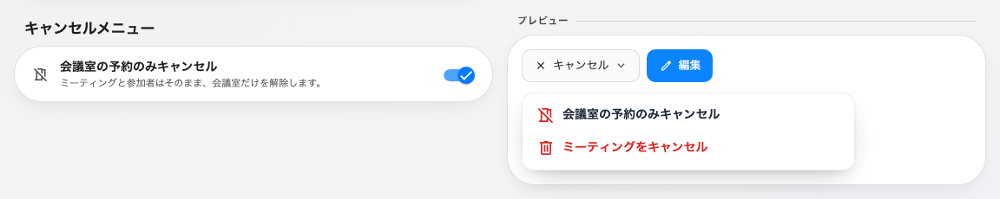 キャンセルメニュー
会議室の予約のみキャンセル
ミーティングと参加者はそのまま、会議室だけを解除します。
プレビュー
キャンセル
編集
会議室の予約のみキャンセル
ミーティングをキャンセル